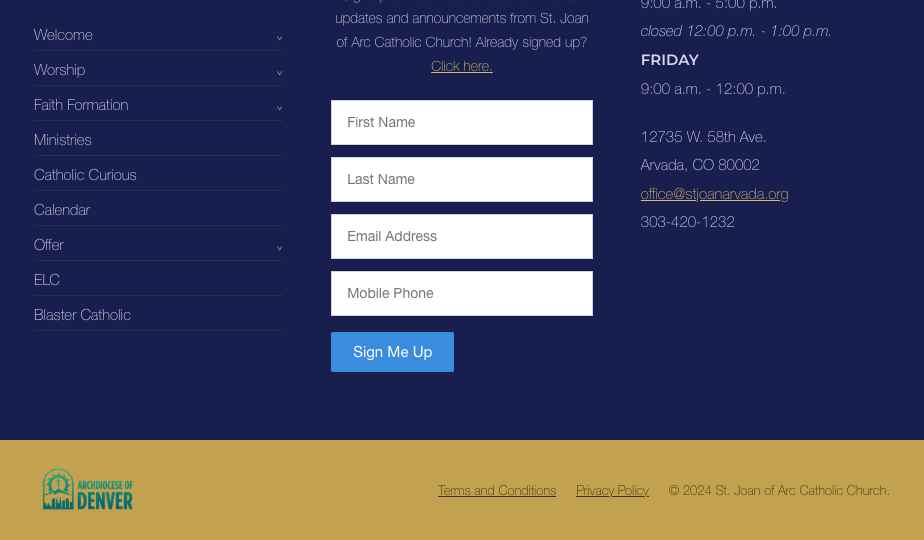 Welcome
Worship
Faith Formation
Ministries
Catholic Curious
Calendar
Offer
ELC
Blaster Catholic
updates and announcements from St. Joan
of Arc Catholic Church! Already signed up?
Click here.
First Name
Last Name
Email Address
Mobile Phone
Sign Me Up
9:00 a.m. - 5:00 p.m.
closed 12:00 p.m. - 1:00 p.m.
FRIDAY
9:00 a.m. - 12:00 p.m.
12735 W. 58th Ave.
Arvada, CO 80002
office@stjoanarvada.org
303-420-1232
ARCHDIOCESE OF
DENVER
Terms and Conditions Privacy Policy © 2024 St. Joan of Arc Catholic Church.